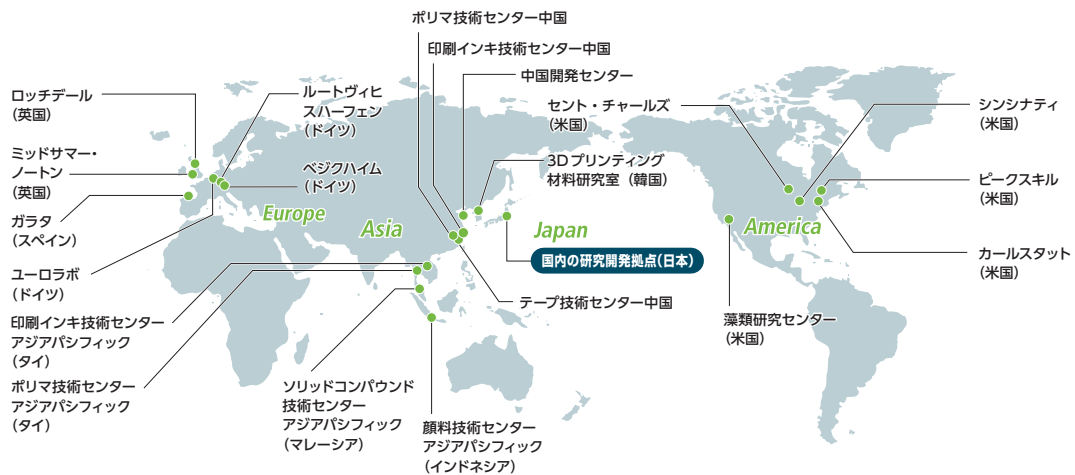 ポリマ技術センター中国
印刷インキ技術センター中国
中国開発センター
ロッチデール
(英国)
ルートヴィヒ
スハーフェン
(ドイツ)
セント・チャールズ
(米国)
シンシナティ
(米国)
ミッドサマー・
ノートン
(英国)
ベジクハイム
(ドイツ)
3Dプリンティング
材料研究室(韓国)
ピークスキル
(米国)
ガラタ
(スペイン)
Europe
Asia
Japan
America
国内の研究開発拠点(日本)
カールスタット
(米国)
ユーロラボ
(ドイツ)
テープ技術センター中国
印刷インキ技術センター
アジアパシフィック
(タイ)
藻類研究センター
(米国)
ポリマ技術センター
アジアパシフィック
(タイ)
ソリッドコンパウンド
技術センター
アジアパシフィック
(マレーシア)
顔料技術センター
アジアパシフィック
(インドネシア)